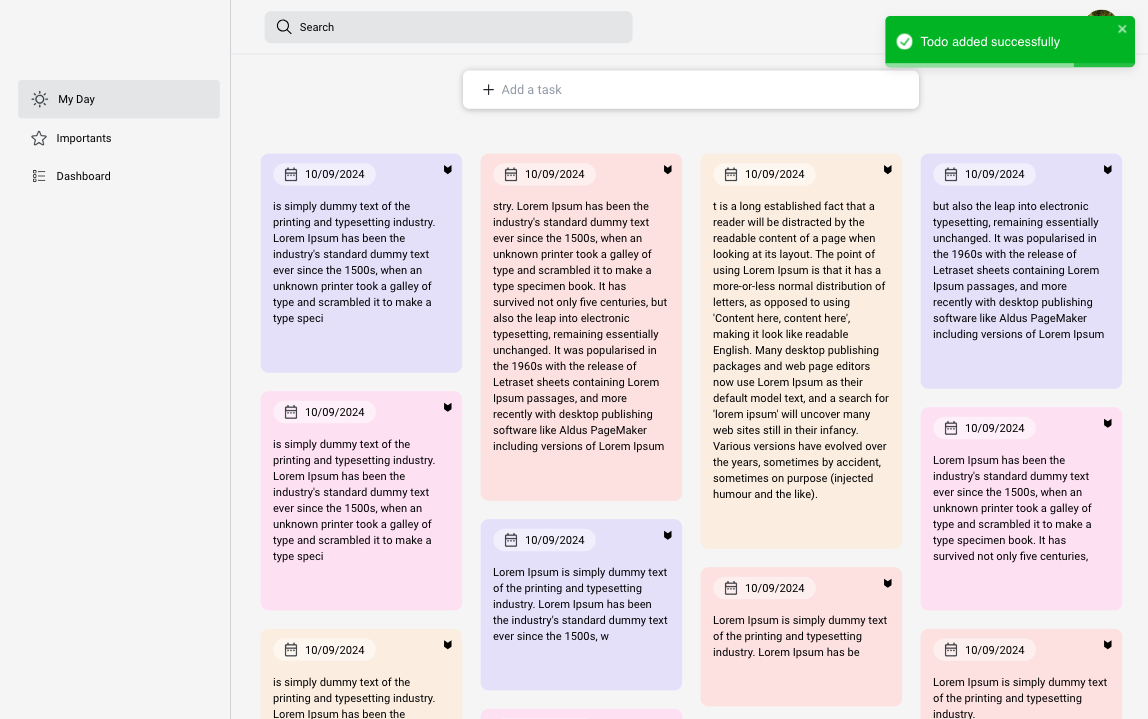 Search
Todo added successfully
Add a task
My Day
Importants
Dashboard
10/09/2024
is simply dummy text of the
printing and typesetting industry.
Lorem Ipsum has been the
industry's standard dummy text
ever since the 1500s, when an
unknown printer took a galley of
type and scrambled it to make a
type speci
10/09/2024
is simply dummy text of the
printing and typesetting industry.
Lorem Ipsum has been the
industry's standard dummy text
ever since the 1500s, when an
unknown printer took a galley of
type and scrambled it to make a
type speci
10/09/2024
is simply dummy text of the
printing and typesetting industry.
Lorem Ipsum has been the
10/09/2024
stry. Lorem Ipsum has been the
industry's standard dummy text
ever since the 1500s, when an
unknown printer took a galley of
type and scrambled it to make a
type specimen book. It has
survived not only five centuries, but
also the leap into electronic
typesetting, remaining essentially
unchanged. It was popularised in
the 1960s with the release of
Letraset sheets containing Lorem
Ipsum passages, and more
recently with desktop publishing
software like Aldus PageMaker
including versions of Lorem Ipsum
10/09/2024
Lorem Ipsum is simply dummy text
of the printing and typesetting
industry. Lorem Ipsum has been
the industry's standard dummy text
ever since the 1500s, w
10/09/2024
t is a long established fact that a
reader will be distracted by the
readable content of a page when
looking at its layout. The point of
using Lorem Ipsum is that it has a
more-or-less normal distribution of
letters, as opposed to using
'Content here, content here',
making it look like readable
English. Many desktop publishing
packages and web page editors
now use Lorem Ipsum as their
default model text, and a search for
'lorem ipsum' will uncover many
web sites still in their infancy.
Various versions have evolved over
the years, sometimes by accident,
sometimes on purpose (injected
humour and the like).
10/09/2024
Lorem Ipsum is simply dummy text
of the printing and typesetting
industry. Lorem Ipsum has be
10/09/2024
but also the leap into electronic
typesetting, remaining essentially
unchanged. It was popularised in
the 1960s with the release of
Letraset sheets containing Lorem
Ipsum passages, and more
recently with desktop publishing
software like Aldus PageMaker
including versions of Lorem Ipsum
10/09/2024
Lorem Ipsum has been the
industry's standard dummy text
ever since the 1500s, when an
unknown printer took a galley of
type and scrambled it to make a
type specimen book. It has
survived not only five centuries,
10/09/2024
Lorem Ipsum is simply dummy text
of the printing and typesetting
industry.